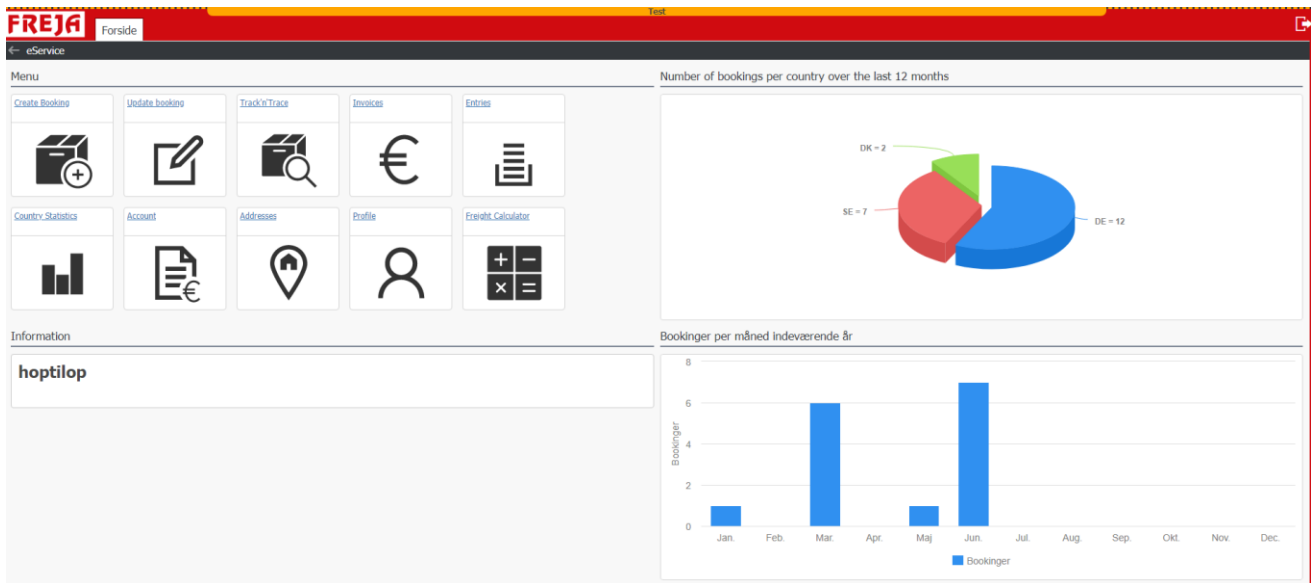 Test
FREJA Forside
eService
Menu
Create Booking Update booking Track'n'Trace Invoices Entries
€
Country Statistics Account Addresses Profile Freight Calculator
€ + − × =
Information
hoptilop
Number of bookings per country over the last 12 months
DK = 2
SE = 7
DE = 12
Bookinger per måned indeværende år
8
6
4
2
0
Bookinger
Jan. Feb. Mar. Apr. Maj Jun. Jul. Aug. Sep. Okt. Nov. Dec.
Bookinger